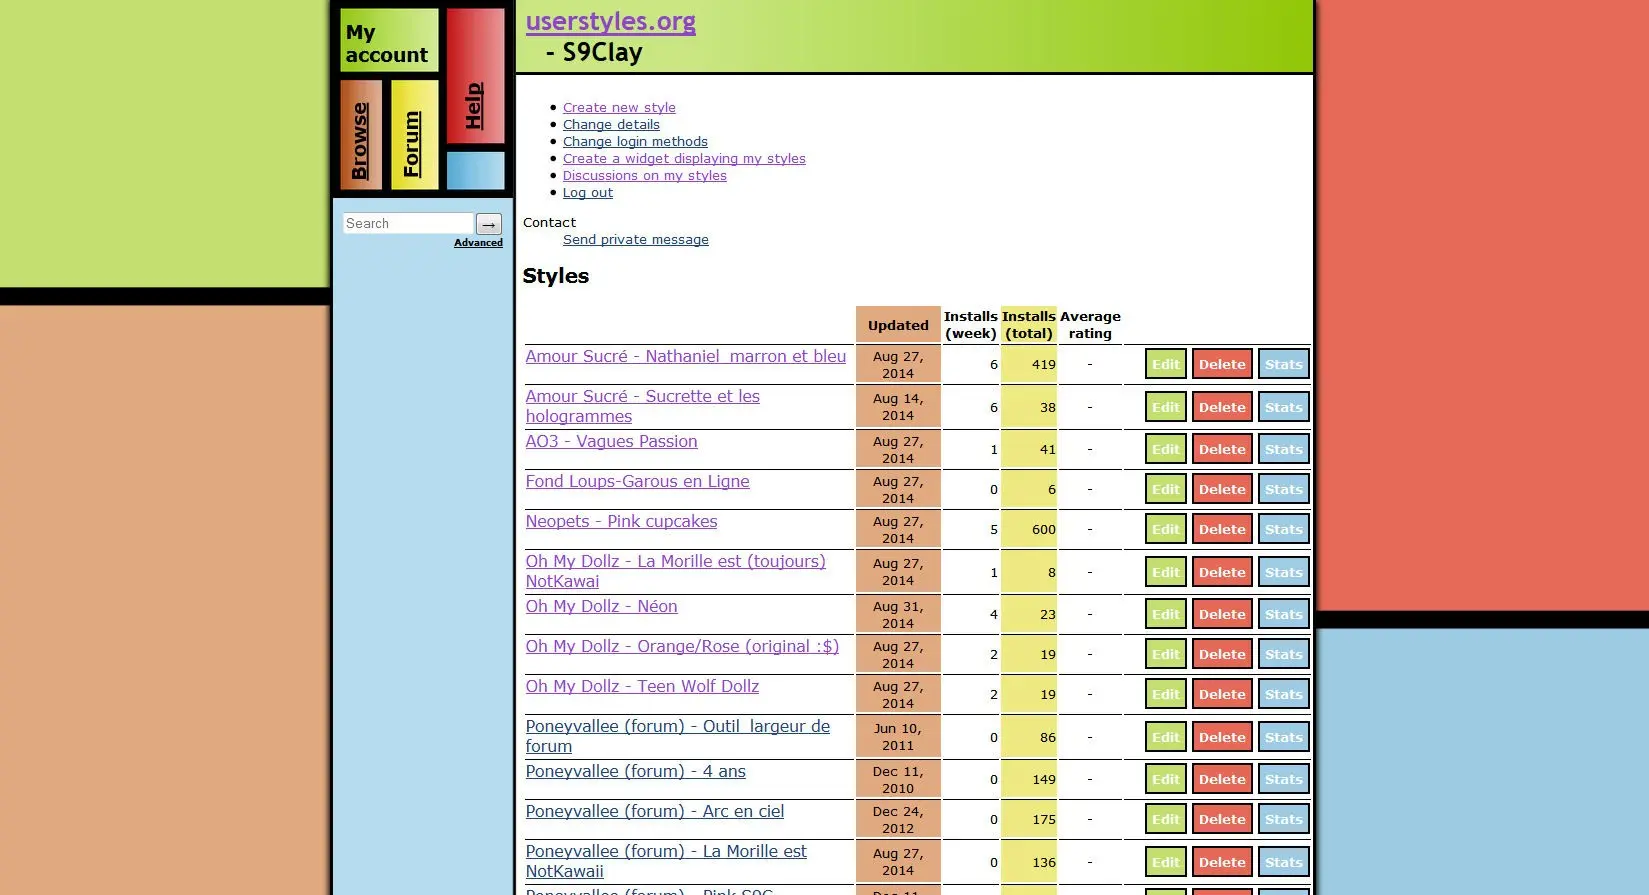 My
account
Help
Browse
Forum
Search
→
Advanced
userstyles.org
- S9Clay
Create new style
Change details
Change login methods
Create a widget displaying my styles
Discussions on my styles
Log out
Contact
Send private message
Styles
Updated Installs (week) Installs (total) Average rating
Amour Sucré - Nathaniel  marron et bleu Aug 27, 2014 6 419 - Edit Delete Stats
Amour Sucré - Sucrette et les hologrammes Aug 14, 2014 6 38 - Edit Delete Stats
AO3 - Vagues Passion Aug 27, 2014 1 41 - Edit Delete Stats
Fond Loups-Garous en Ligne Aug 27, 2014 0 6 - Edit Delete Stats
Neopets - Pink cupcakes Aug 27, 2014 5 600 - Edit Delete Stats
Oh My Dollz - La Morille est (toujours) NotKawai Aug 27, 2014 1 8 - Edit Delete Stats
Oh My Dollz - Néon Aug 31, 2014 4 23 - Edit Delete Stats
Oh My Dollz - Orange/Rose (original :$) Aug 27, 2014 2 19 - Edit Delete Stats
Oh My Dollz - Teen Wolf Dollz Aug 27, 2014 2 19 - Edit Delete Stats
Poneyvallee (forum) - Outil  largeur de forum Jun 10, 2011 0 86 - Edit Delete Stats
Poneyvallee (forum) - 4 ans Dec 11, 2010 0 149 - Edit Delete Stats
Poneyvallee (forum) - Arc en ciel Dec 24, 2012 0 175 - Edit Delete Stats
Poneyvallee (forum) - La Morille est NotKawaii Aug 27, 2014 0 136 - Edit Delete Stats
Poneyvallee (forum) - Pink S9C Dec 11,